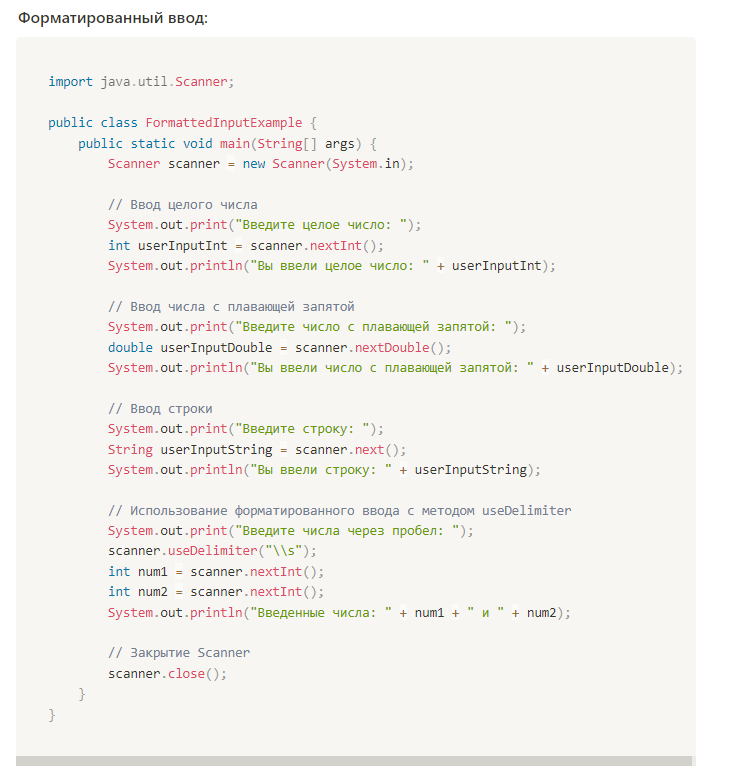 Форматированный ввод:
import java.util.Scanner;
public class FormattedInputExample {
public static void main(String[] args) {
Scanner scanner = new Scanner(System.in);
// Ввод целого числа
System.out.print("Введите целое число: ");
int userInputInt = scanner.nextInt();
System.out.println("Вы ввели целое число: " + userInputInt);
// Ввод числа с плавающей запятой
System.out.print("Введите число с плавающей запятой: ");
double userInputDouble = scanner.nextDouble();
System.out.println("Вы ввели число с плавающей запятой: " + userInputDouble);
// Ввод строки
System.out.print("Введите строку: ");
String userInputString = scanner.next();
System.out.println("Вы ввели строку: " + userInputString);
// Использование форматированного ввода с методом useDelimiter
System.out.print("Введите числа через пробел: ");
scanner.useDelimiter("\\s");
int num1 = scanner.nextInt();
int num2 = scanner.nextInt();
System.out.println("Введенные числа: " + num1 + " и " + num2);
// Закрытие Scanner
scanner.close();
}
}